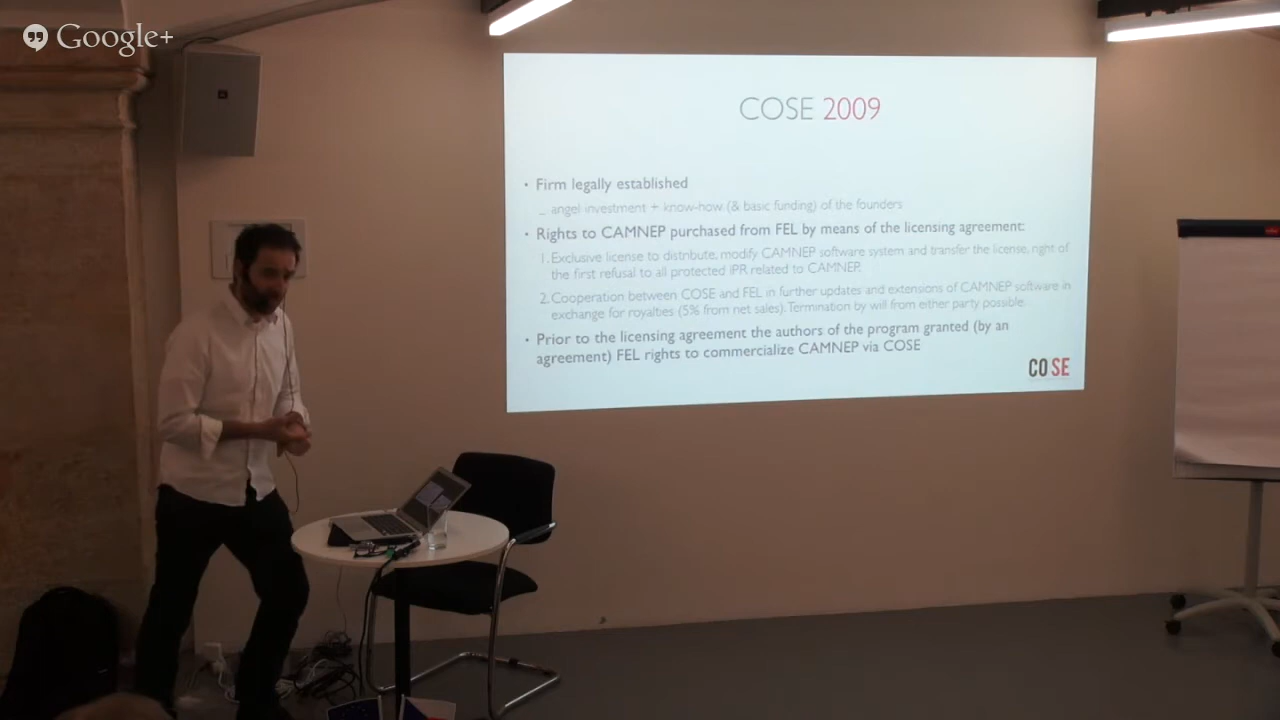 Google+
COSE 2009
• Firm legally established
_ angel investment + know-how (& basic funding) of the founders
• Rights to CAMNEP purchased from FEL by means of the licensing agreement:
1. Exclusive license to distribute, modify CAMNEP software system and transfer the license, right of
the first refusal to all protected IPR related to CAMNEP.
2. Cooperation between COSE and FEL in further updates and extensions of CAMNEP software in
exchange for royalties (5% from net sales). Termination by will from either party possible.
• Prior to the licensing agreement the authors of the program granted (by an
agreement) FEL rights to commercialize CAMNEP via COSE
COSE